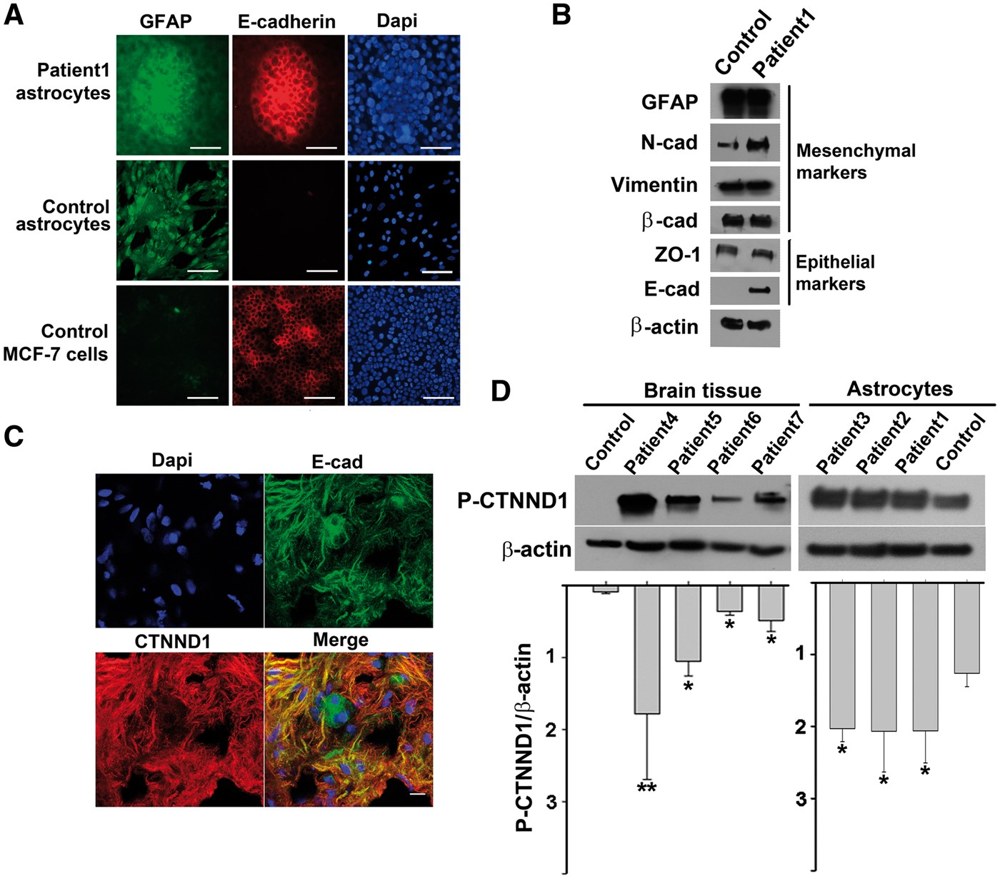 A
GFAP E-cadherin Dapi
Patient1
astrocytes
Control
astrocytes
Control
MCF-7 cells
B
Control Patient1
GFAP
N-cad
Vimentin
β-cad
Mesenchymal
markers
ZO-1
E-cad
Epithelial
markers
β-actin
C
Dapi E-cad
CTNND1 Merge
D
Brain tissue Astrocytes
Control Patient4 Patient5 Patient6 Patient7 Patient3 Patient2 Patient1 Control
P-CTNND1
β-actin
P-CTNND1/β-actin
* * * **
1
2
3
* * *
1
2
3